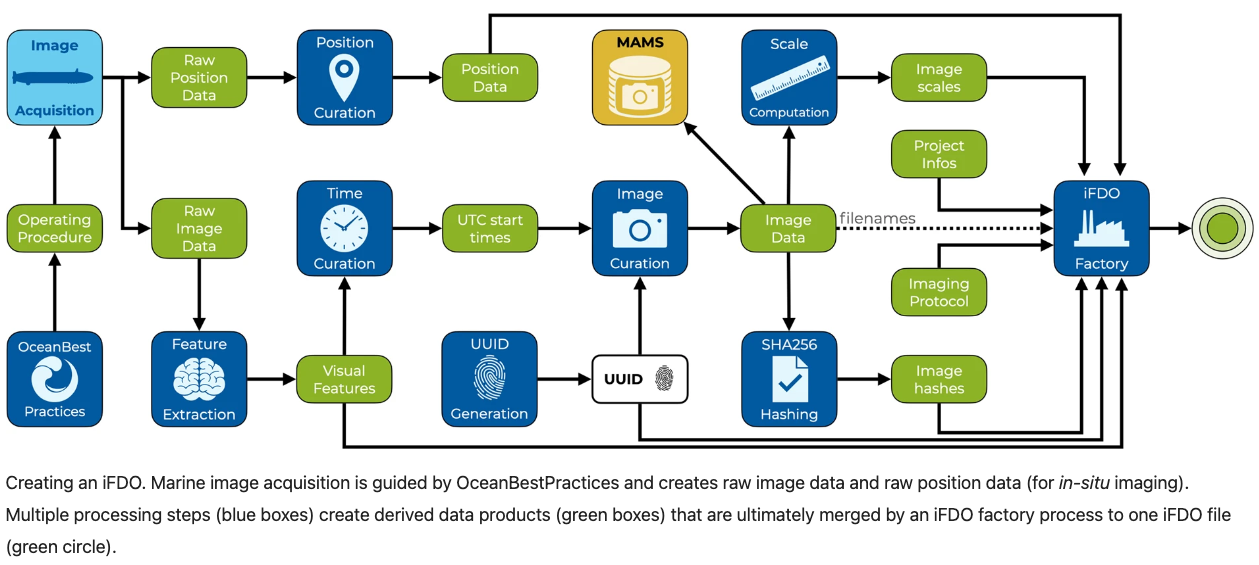 Image
Acquisition
Raw
Position
Data
Position
Curation
Position
Data
MAMS
Scale
Computation
Image
scales
Project
Infos
Operating
Procedure
Raw
Image
Data
Time
Curation
UTC start
times
Image
Curation
Image
Data
filenames
iFDO
Factory
Imaging
Protocol
OceanBest
Practices
Feature
Extraction
Visual
Features
UUID
Generation
UUID
SHA256
Hashing
Image
hashes
Creating an iFDO. Marine image acquisition is guided by OceanBestPractices and creates raw image data and raw position data (for in-situ imaging).
Multiple processing steps (blue boxes) create derived data products (green boxes) that are ultimately merged by an iFDO factory process to one iFDO file
(green circle).